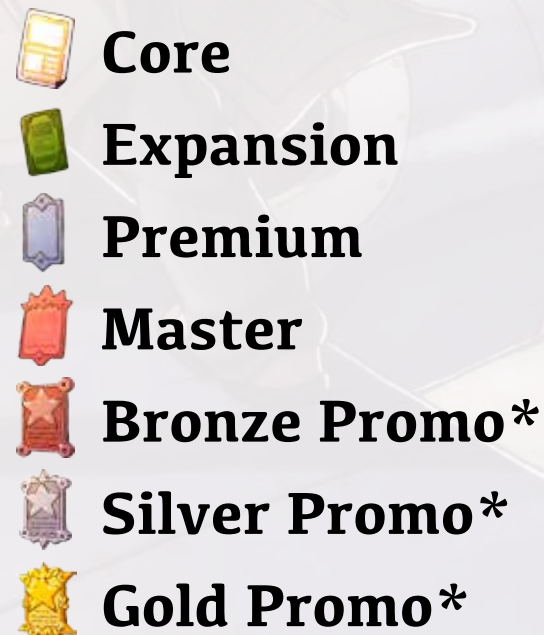 Core
Expansion
Premium
Master
Bronze Promo*
Silver Promo*
Gold Promo*